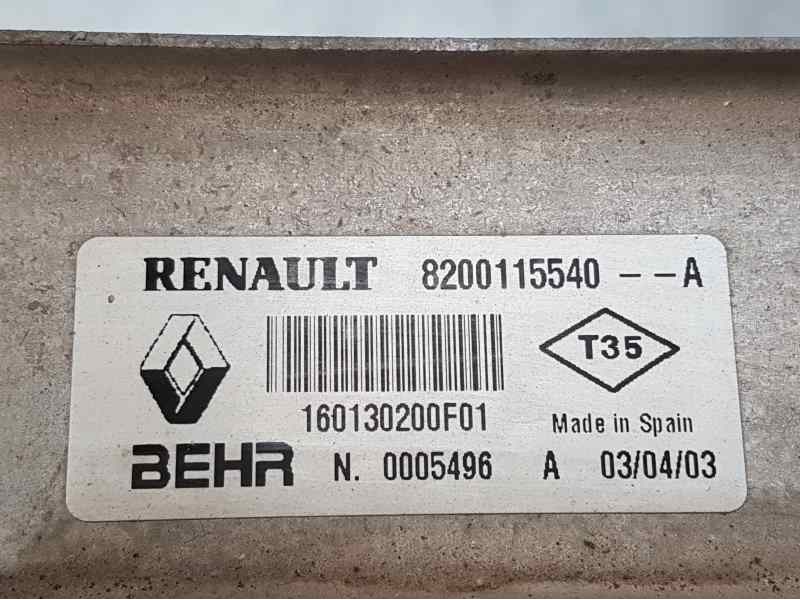 RENAULT 8200115540 --A
T35
160130200F01 Made in Spain
BEHR N. 0005496 A 03/04/03